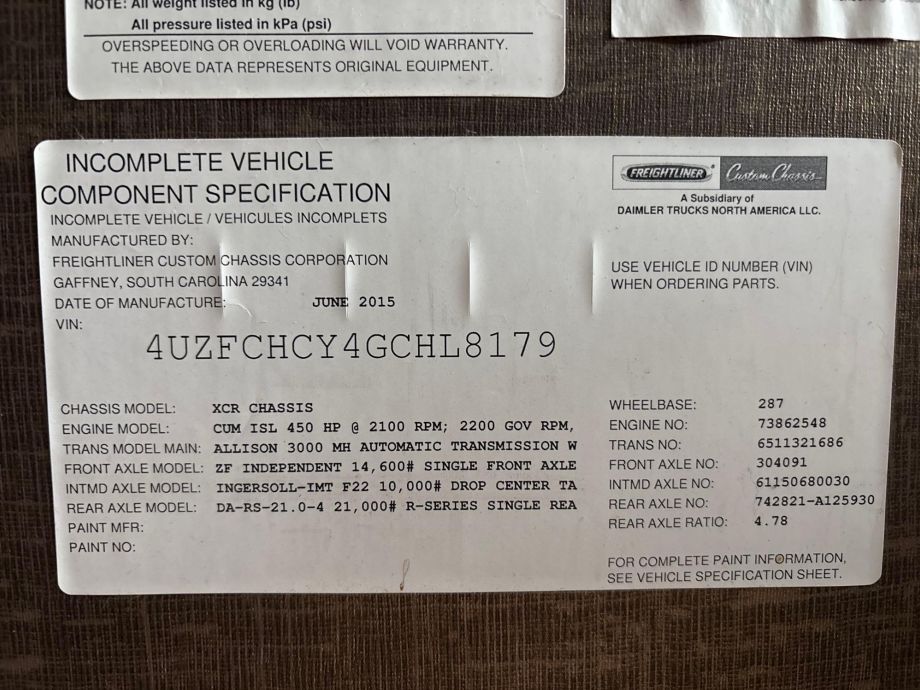 NOTE: All weight listed in kg (lb)
All pressure listed in kPa (psi)
OVERSPEEDING OR OVERLOADING WILL VOID WARRANTY.
THE ABOVE DATA REPRESENTS ORIGINAL EQUIPMENT.
INCOMPLETE VEHICLE
COMPONENT SPECIFICATION
INCOMPLETE VEHICLE / VEHICULES INCOMPLETS
MANUFACTURED BY:
FREIGHTLINER CUSTOM CHASSIS CORPORATION
GAFFNEY, SOUTH CAROLINA 29341
DATE OF MANUFACTURE: JUNE 2015
VIN:
4UZFCHCY4GCHL8179
FREIGHTLINER Custom Chassis
A Subsidiary of
DAIMLER TRUCKS NORTH AMERICA LLC.
USE VEHICLE ID NUMBER (VIN)
WHEN ORDERING PARTS.
CHASSIS MODEL: XCR CHASSIS
ENGINE MODEL: CUM ISL 450 HP @ 2100 RPM; 2200 GOV RPM,
TRANS MODEL MAIN: ALLISON 3000 MH AUTOMATIC TRANSMISSION W
FRONT AXLE MODEL: ZF INDEPENDENT 14,600# SINGLE FRONT AXLE
INTMD AXLE MODEL: INGERSOLL-IMT F22 10,000# DROP CENTER TA
REAR AXLE MODEL: DA-RS-21.0-4 21,000# R-SERIES SINGLE REA
PAINT MFR:
PAINT NO:
WHEELBASE: 287
ENGINE NO: 73862548
TRANS NO: 6511321686
FRONT AXLE NO: 304091
INTMD AXLE NO: 61150680030
REAR AXLE NO: 742821-A125930
REAR AXLE RATIO: 4.78
FOR COMPLETE PAINT INFORMATION,
SEE VEHICLE SPECIFICATION SHEET.